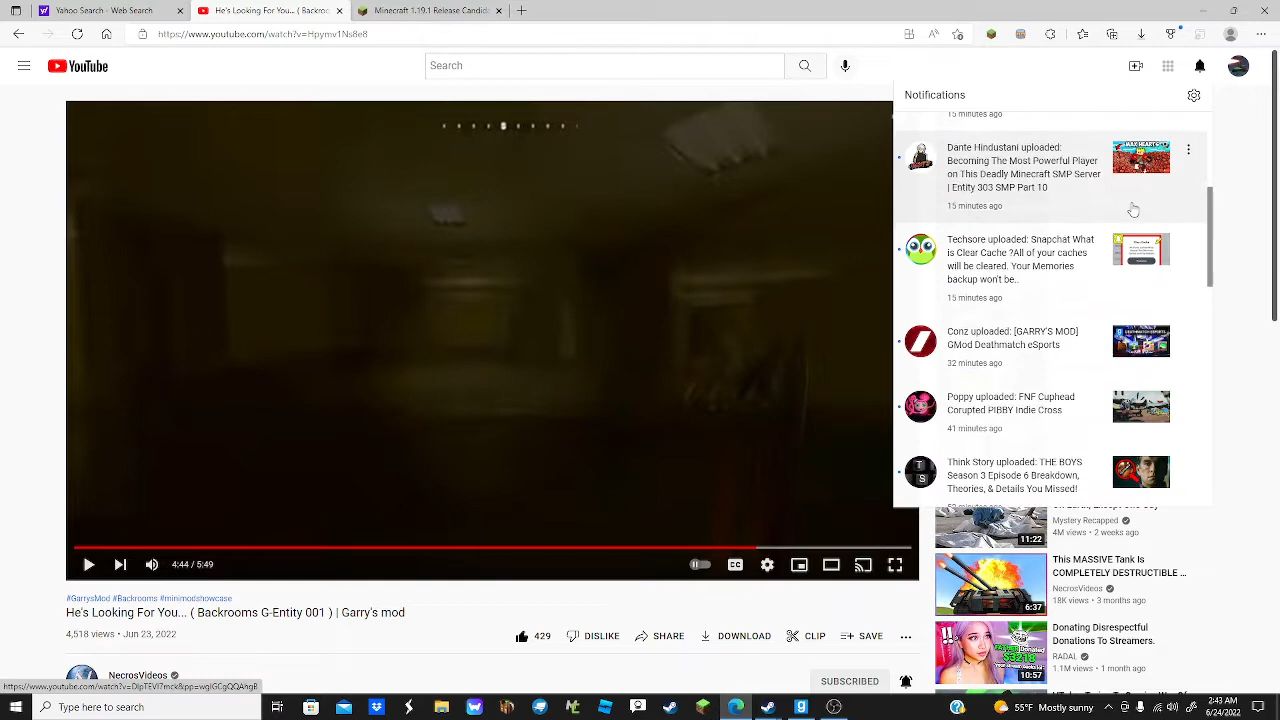 Yahoo Search - Web Search
He's Looking For You... ( Backroo
Minecraft 1.19.1 Release Candid
https://www.youtube.com/watch?v=Hpymv1Ns8e8
YouTube
Search
Notifications
15 minutes ago
Dante Hindustani uploaded:
Becoming The Most Powerful Player
on This Deadly Minecraft SMP Server
| Entity 303 SMP Part 10
15 minutes ago
Techsore uploaded: Snapchat What
is Clear Cache ?All of your caches
will be cleared. Your Memories
backup won't be..
15 minutes ago
Conz uploaded: [GARRY'S MOD]
GMod Deathmatch eSports
32 minutes ago
Poppy uploaded: FNF Cuphead
Corupted PIBBY Indie Cross
41 minutes ago
Think Story uploaded: THE BOYS
Season 3 Episode 6 Breakdown,
Theories, & Details You Missed!
4:44 / 5:49
CC
#GarrysMod #Backrooms #minimodshowcase
He's Looking For You... ( Backrooms G-Entity 001 ) | Garry's mod
4,518 views • Jun 23, 2022
429
DISLIKE
SHARE
DOWNLOAD
CLIP
SAVE
NecrosVideos
SUBSCRIBED
Mystery Recapped
4M views • 2 weeks ago
11:22
This MASSIVE Tank Is
COMPLETELY DESTRUCTIBLE ...
NecrosVideos
18K views • 3 months ago
6:37
Donating Disrespectful
Donations To Streamers.
RADAL
1.1M views • 1 month ago
10:57
Type here to search
55°F Mostly sunny
2:43 AM
6/24/2022